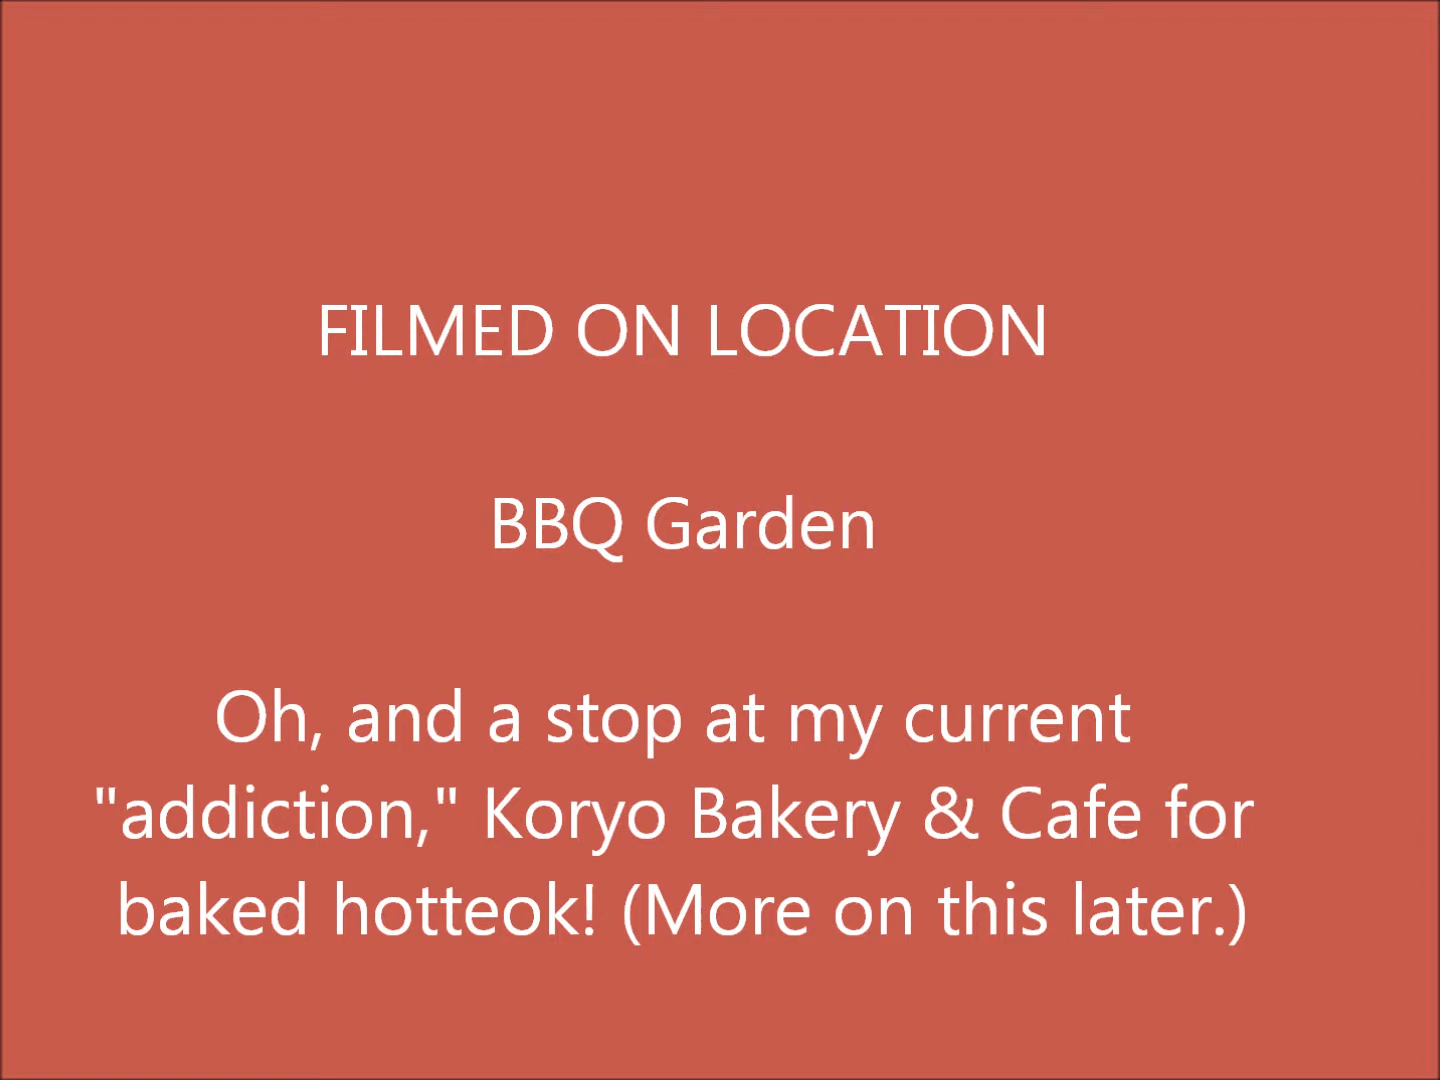 FILMED ON LOCATION
BBQ Garden
Oh, and a stop at my current
"addiction," Koryo Bakery & Cafe for
baked hotteok! (More on this later.)